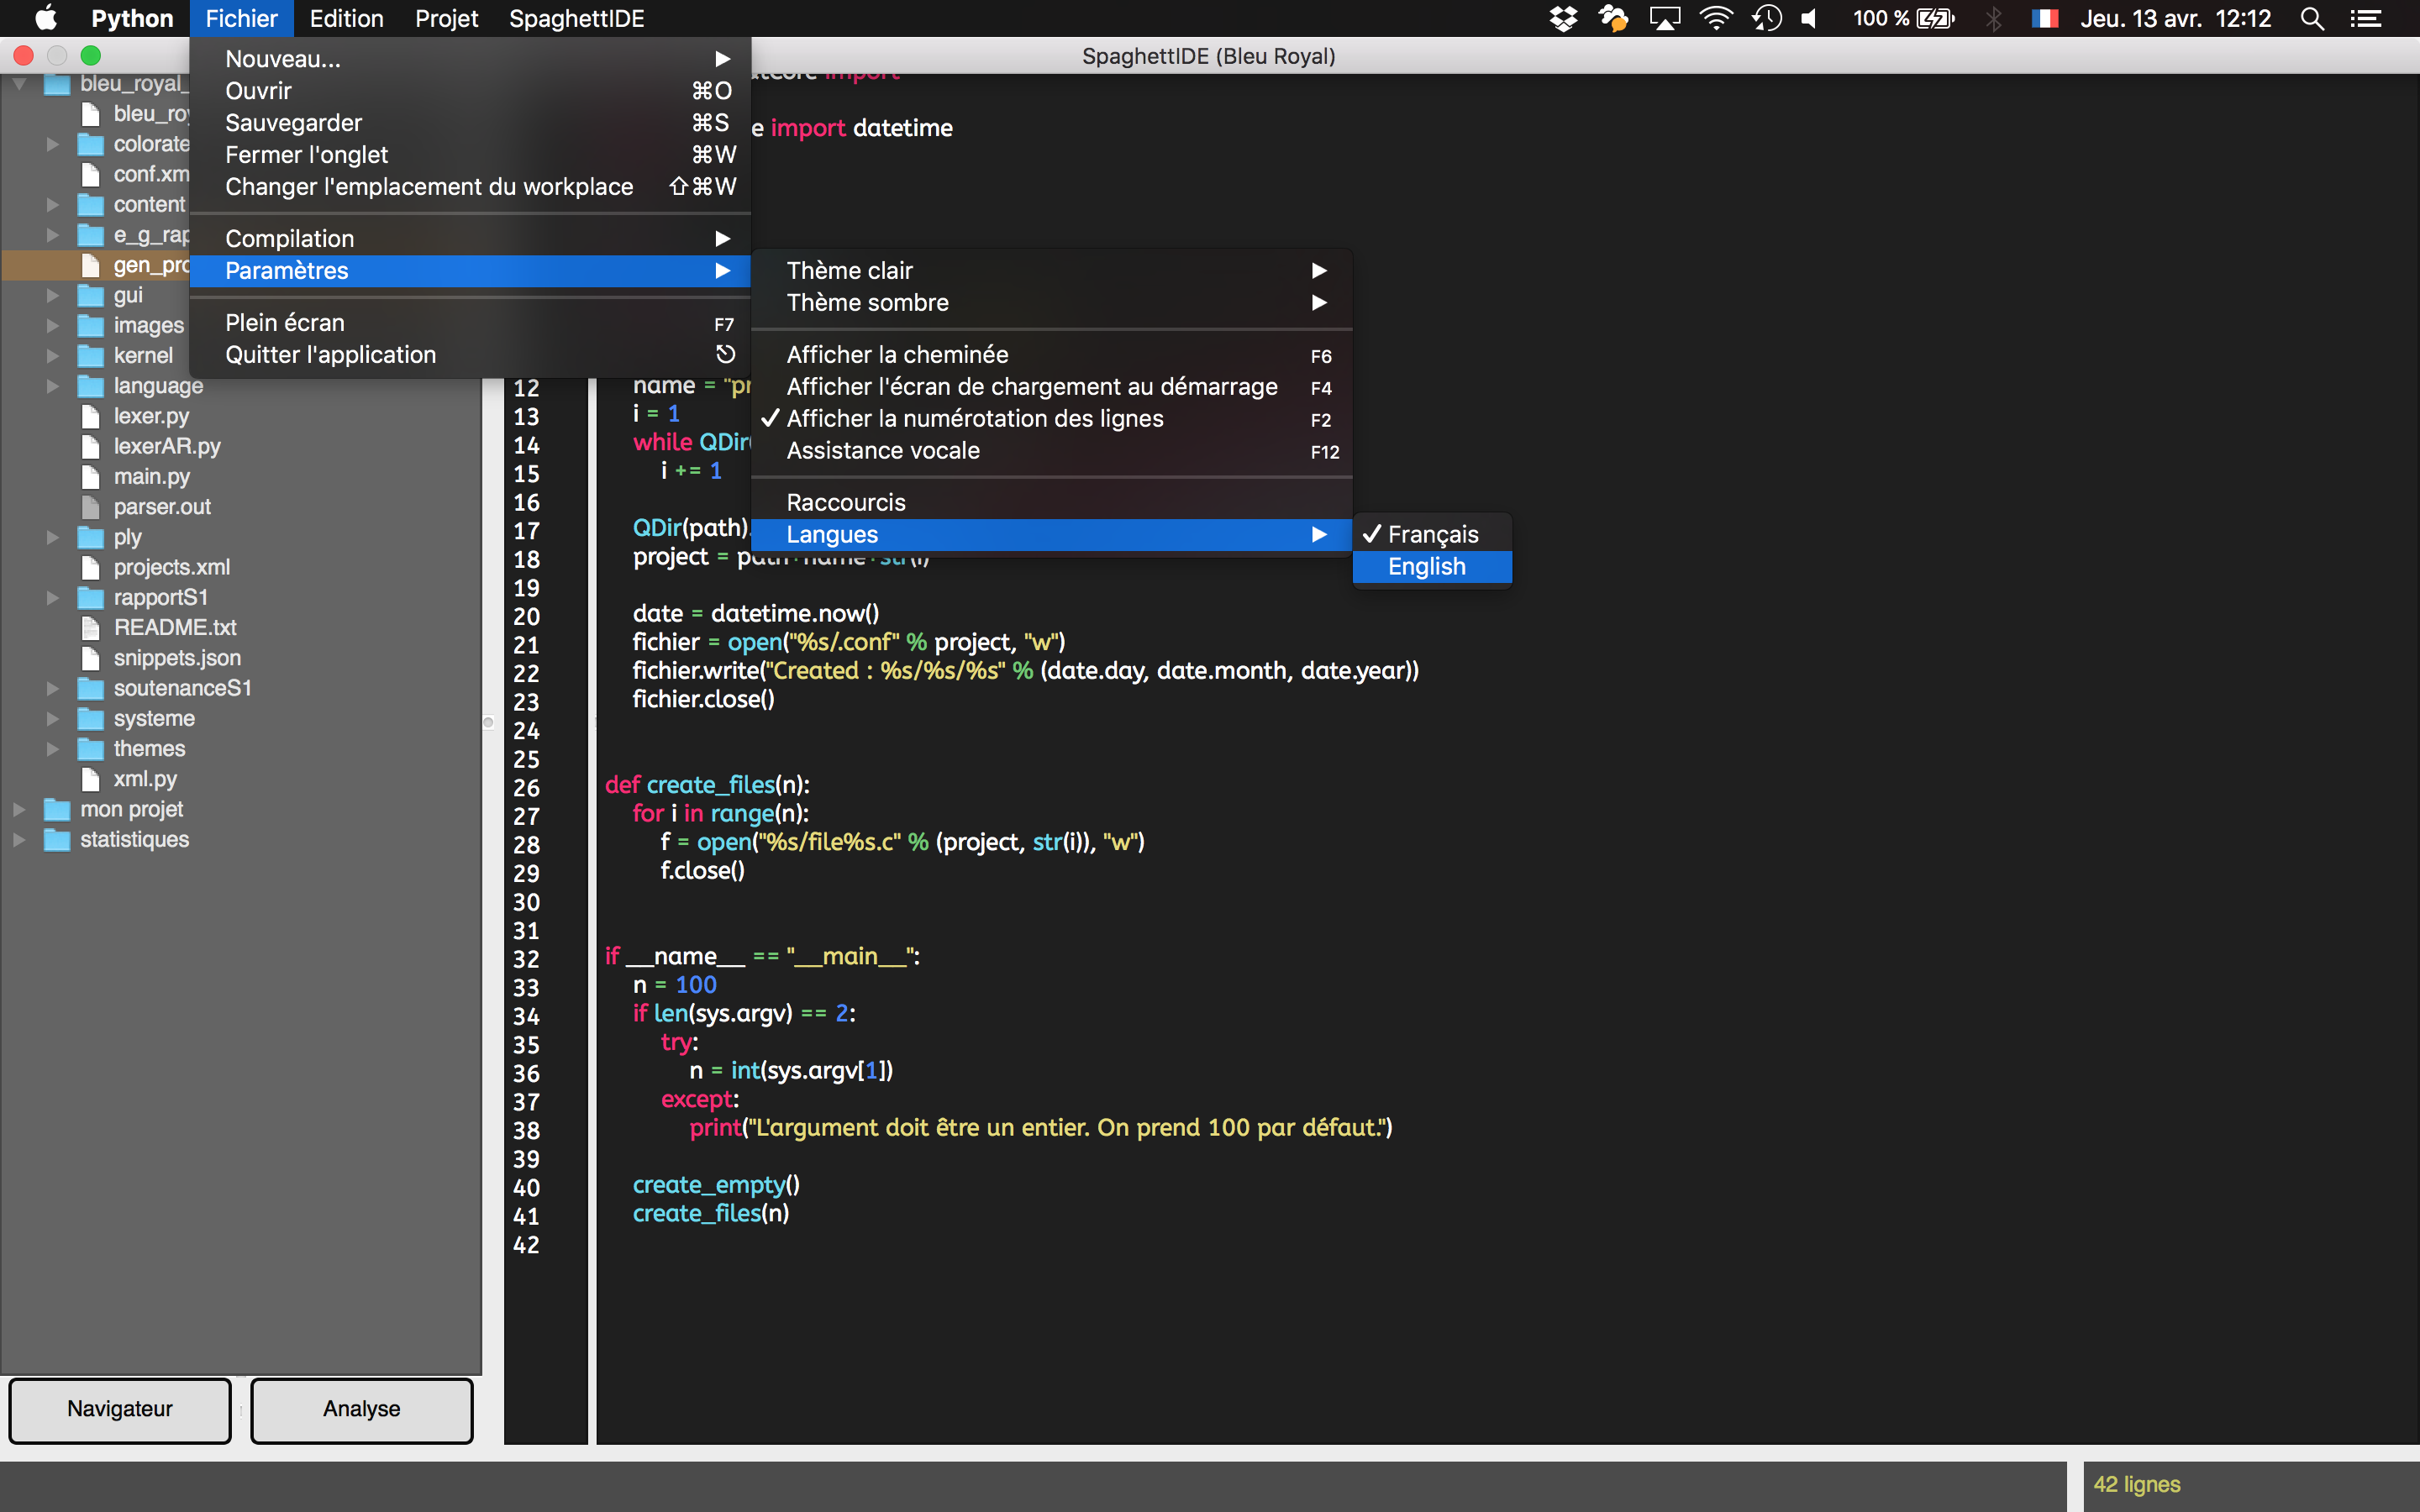 Python Fichier Edition Projet SpaghettIDE 100 % Jeu. 13 avr. 12:12
SpaghettIDE (Bleu Royal)
Nouveau...
Ouvrir ⌘O
Sauvegarder ⌘S
Fermer l'onglet ⌘W
Changer l'emplacement du workplace ⇧⌘W
Compilation
Paramètres
Plein écran F7
Quitter l'application
Thème clair
Thème sombre
Afficher la cheminée F6
Afficher l'écran de chargement au démarrage F4
✓ Afficher la numérotation des lignes F2
Assistance vocale F12
Raccourcis
Langues
✓ Français
English
bleu_royal_
bleu_roy
colorate
conf.xm
content
e_g_rap
gen_pro
gui
images
kernel
language
lexer.py
lexerAR.py
main.py
parser.out
ply
projects.xml
rapportS1
README.txt
snippets.json
soutenanceS1
systeme
themes
xml.py
mon projet
statistiques
Navigateur Analyse
import
e import datetime
12 name = "pr
13 i = 1
14 while QDir(
15 i += 1
16
17 QDir(path).
18 project = path+name+str(i)
19
20 date = datetime.now()
21 fichier = open("%s/.conf" % project, "w")
22 fichier.write("Created : %s/%s/%s" % (date.day, date.month, date.year))
23 fichier.close()
24
25
26 def create_files(n):
27 for i in range(n):
28 f = open("%s/file%s.c" % (project, str(i)), "w")
29 f.close()
30
31
32 if __name__ == "__main__":
33 n = 100
34 if len(sys.argv) == 2:
35 try:
36 n = int(sys.argv[1])
37 except:
38 print("L'argument doit être un entier. On prend 100 par défaut.")
39
40 create_empty()
41 create_files(n)
42
42 lignes